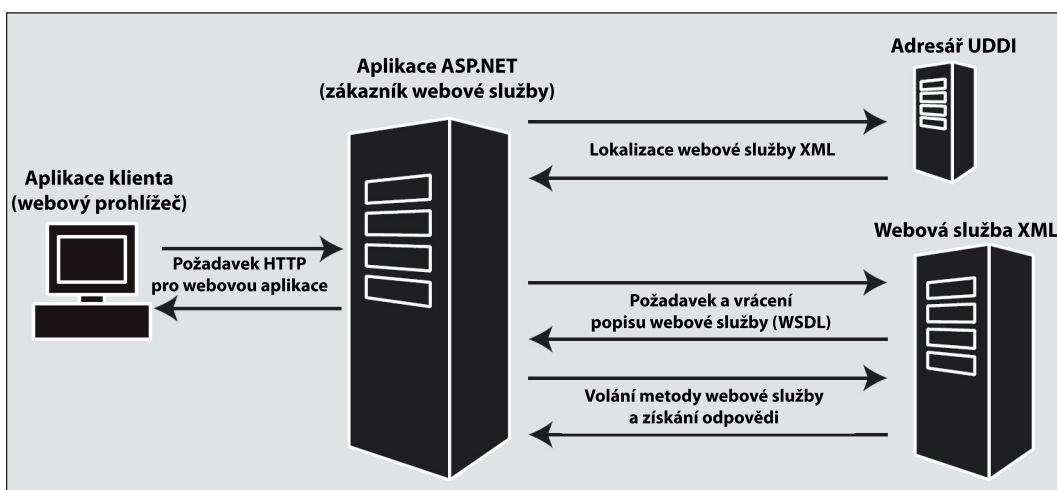 Adresář UDDI
Aplikace ASP.NET
(zákazník webové služby)
Lokalizace webové služby XML
Aplikace klienta
(webový prohlížeč)
Webová služba XML
Požadavek HTTP
pro webovou aplikace
Požadavek a vrácení
popisu webové služby (WSDL)
Volání metody webové služby
a získání odpovědi